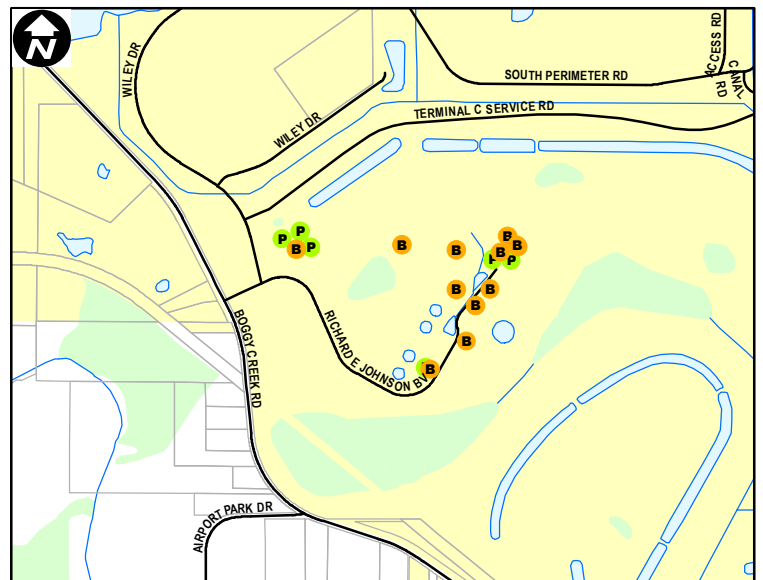 N
WILEY DR
SOUTH PERIMETER RD
ACCESS RD
CANAL RD
WILEY DR
TERMINAL C SERVICE RD
P
P
B
P
B
B
B
B
B
P
P
B
B
B
B
B
RICHARD E JOHNSON BV
BOGGY CREEK RD
AIRPORT PARK DR